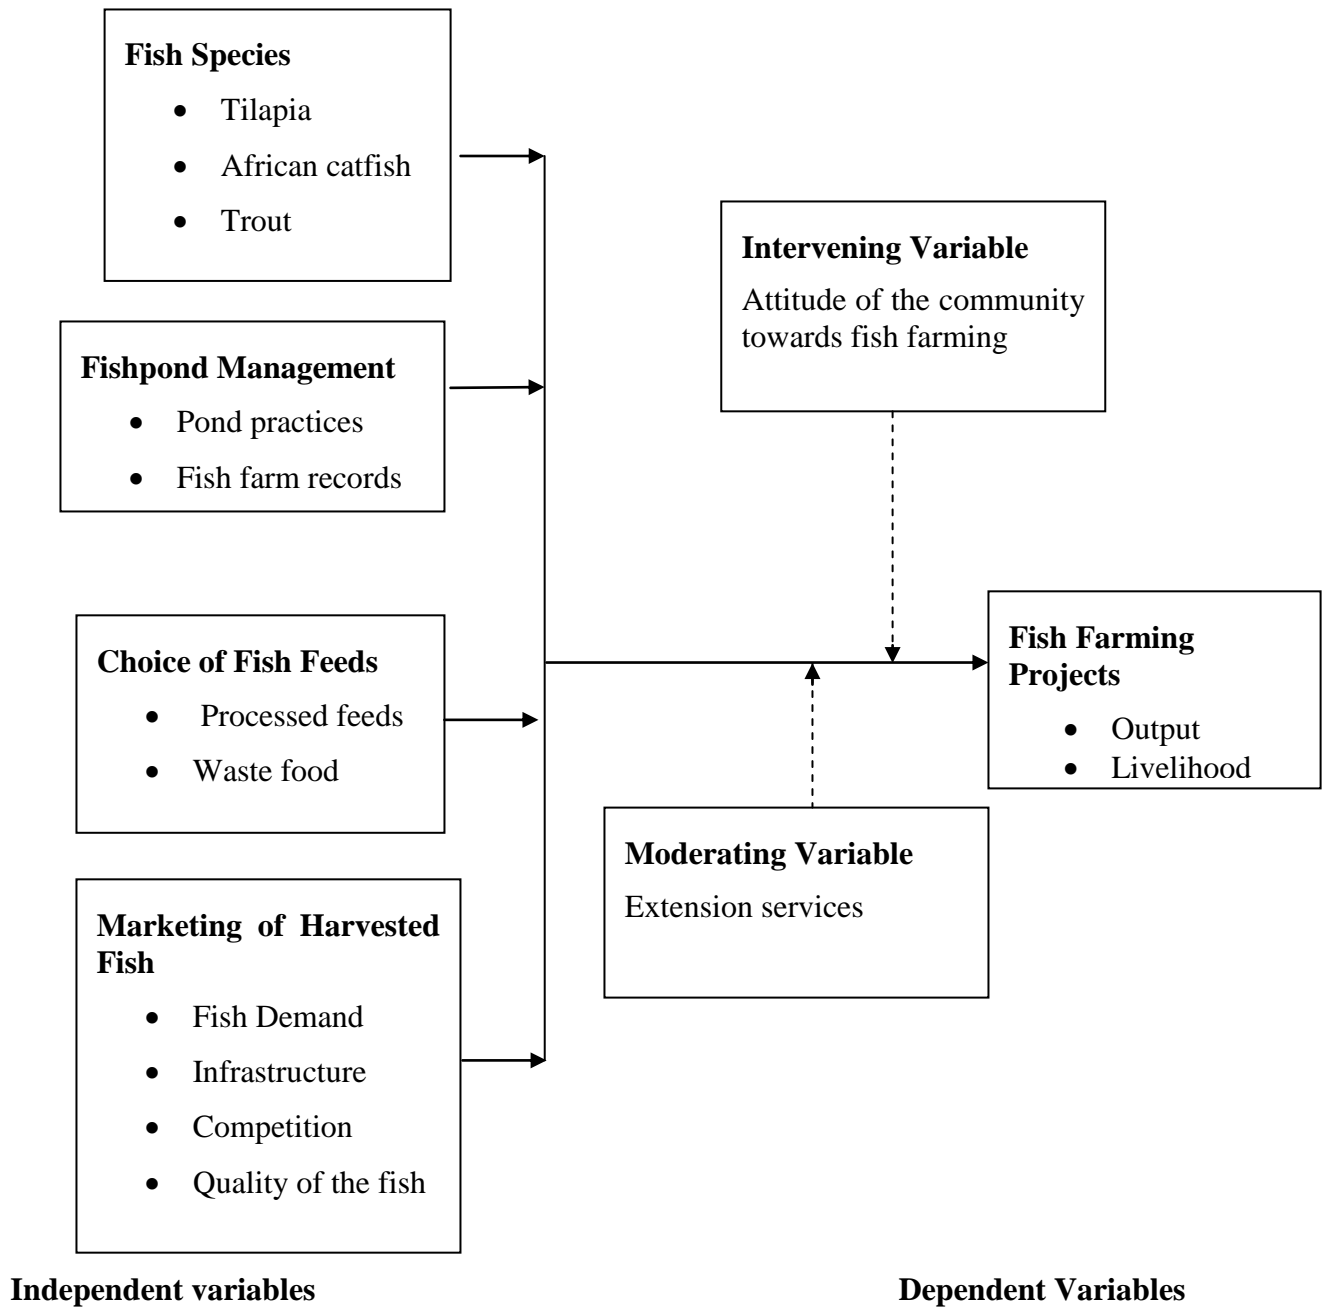 Fish Species
• Tilapia
• African catfish
• Trout
Fishpond Management
• Pond practices
• Fish farm records
Choice of Fish Feeds
• Processed feeds
• Waste food
Marketing of Harvested
Fish
• Fish Demand
• Infrastructure
• Competition
• Quality of the fish
Intervening Variable
Attitude of the community
towards fish farming
Moderating Variable
Extension services
Fish Farming
Projects
• Output
• Livelihood
Independent variables
Dependent Variables